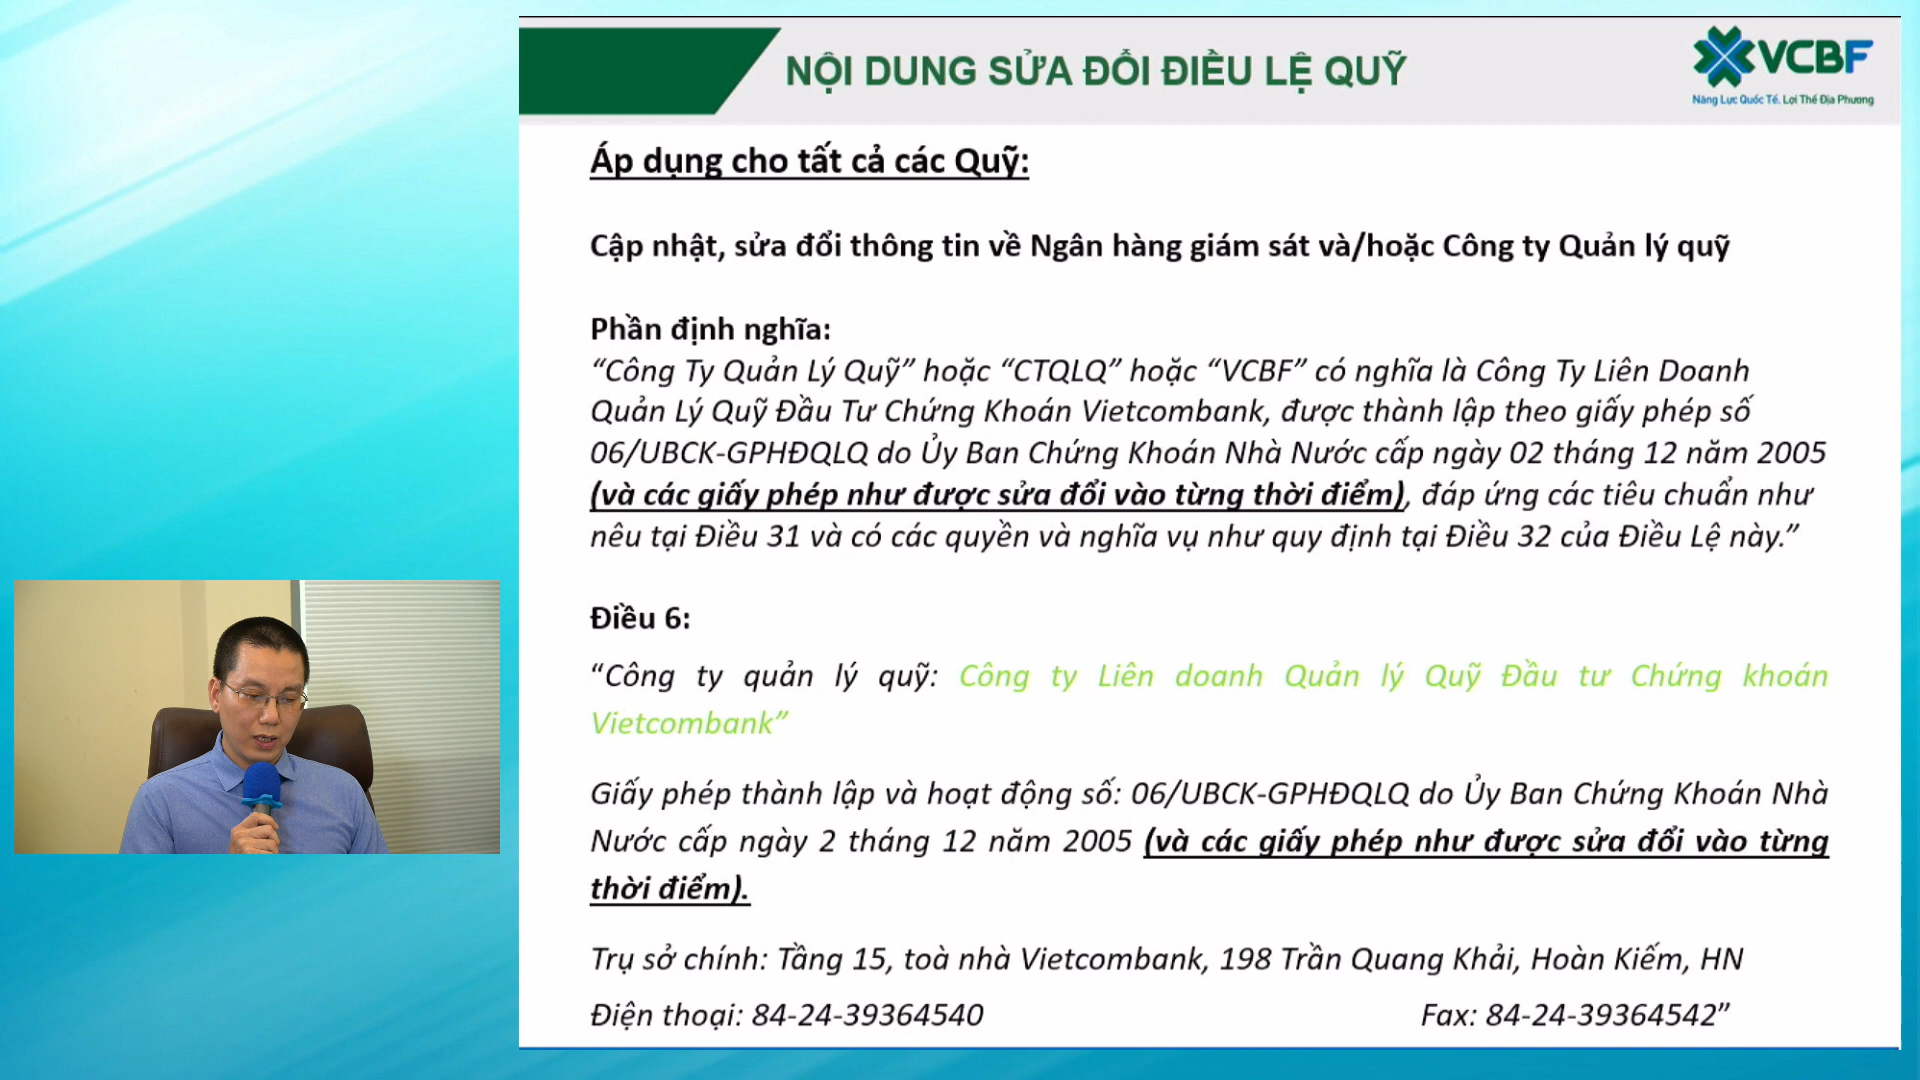 NỘI DUNG SỬA ĐỔI ĐIỀU LỆ QUỸ
VCBF
Năng Lực Quốc Tế. Lợi Thế Địa Phương
Áp dụng cho tất cả các Quỹ:
Cập nhật, sửa đổi thông tin về Ngân hàng giám sát và/hoặc Công ty Quản lý quỹ
Phần định nghĩa:
“Công Ty Quản Lý Quỹ” hoặc “CTQLQ” hoặc “VCBF” có nghĩa là Công Ty Liên Doanh
Quản Lý Quỹ Đầu Tư Chứng Khoán Vietcombank, được thành lập theo giấy phép số
06/UBCK-GPHĐQLQ do Ủy Ban Chứng Khoán Nhà Nước cấp ngày 02 tháng 12 năm 2005
(và các giấy phép như được sửa đổi vào từng thời điểm), đáp ứng các tiêu chuẩn như
nêu tại Điều 31 và có các quyền và nghĩa vụ như quy định tại Điều 32 của Điều Lệ này.”
Điều 6:
“Công ty quản lý quỹ: Công ty Liên doanh Quản lý Quỹ Đầu tư Chứng khoán
Vietcombank”
Giấy phép thành lập và hoạt động số: 06/UBCK-GPHĐQLQ do Ủy Ban Chứng Khoán Nhà
Nước cấp ngày 2 tháng 12 năm 2005 (và các giấy phép như được sửa đổi vào từng
thời điểm).
Trụ sở chính: Tầng 15, toà nhà Vietcombank, 198 Trần Quang Khải, Hoàn Kiếm, HN
Điện thoại: 84-24-39364540 Fax: 84-24-39364542”